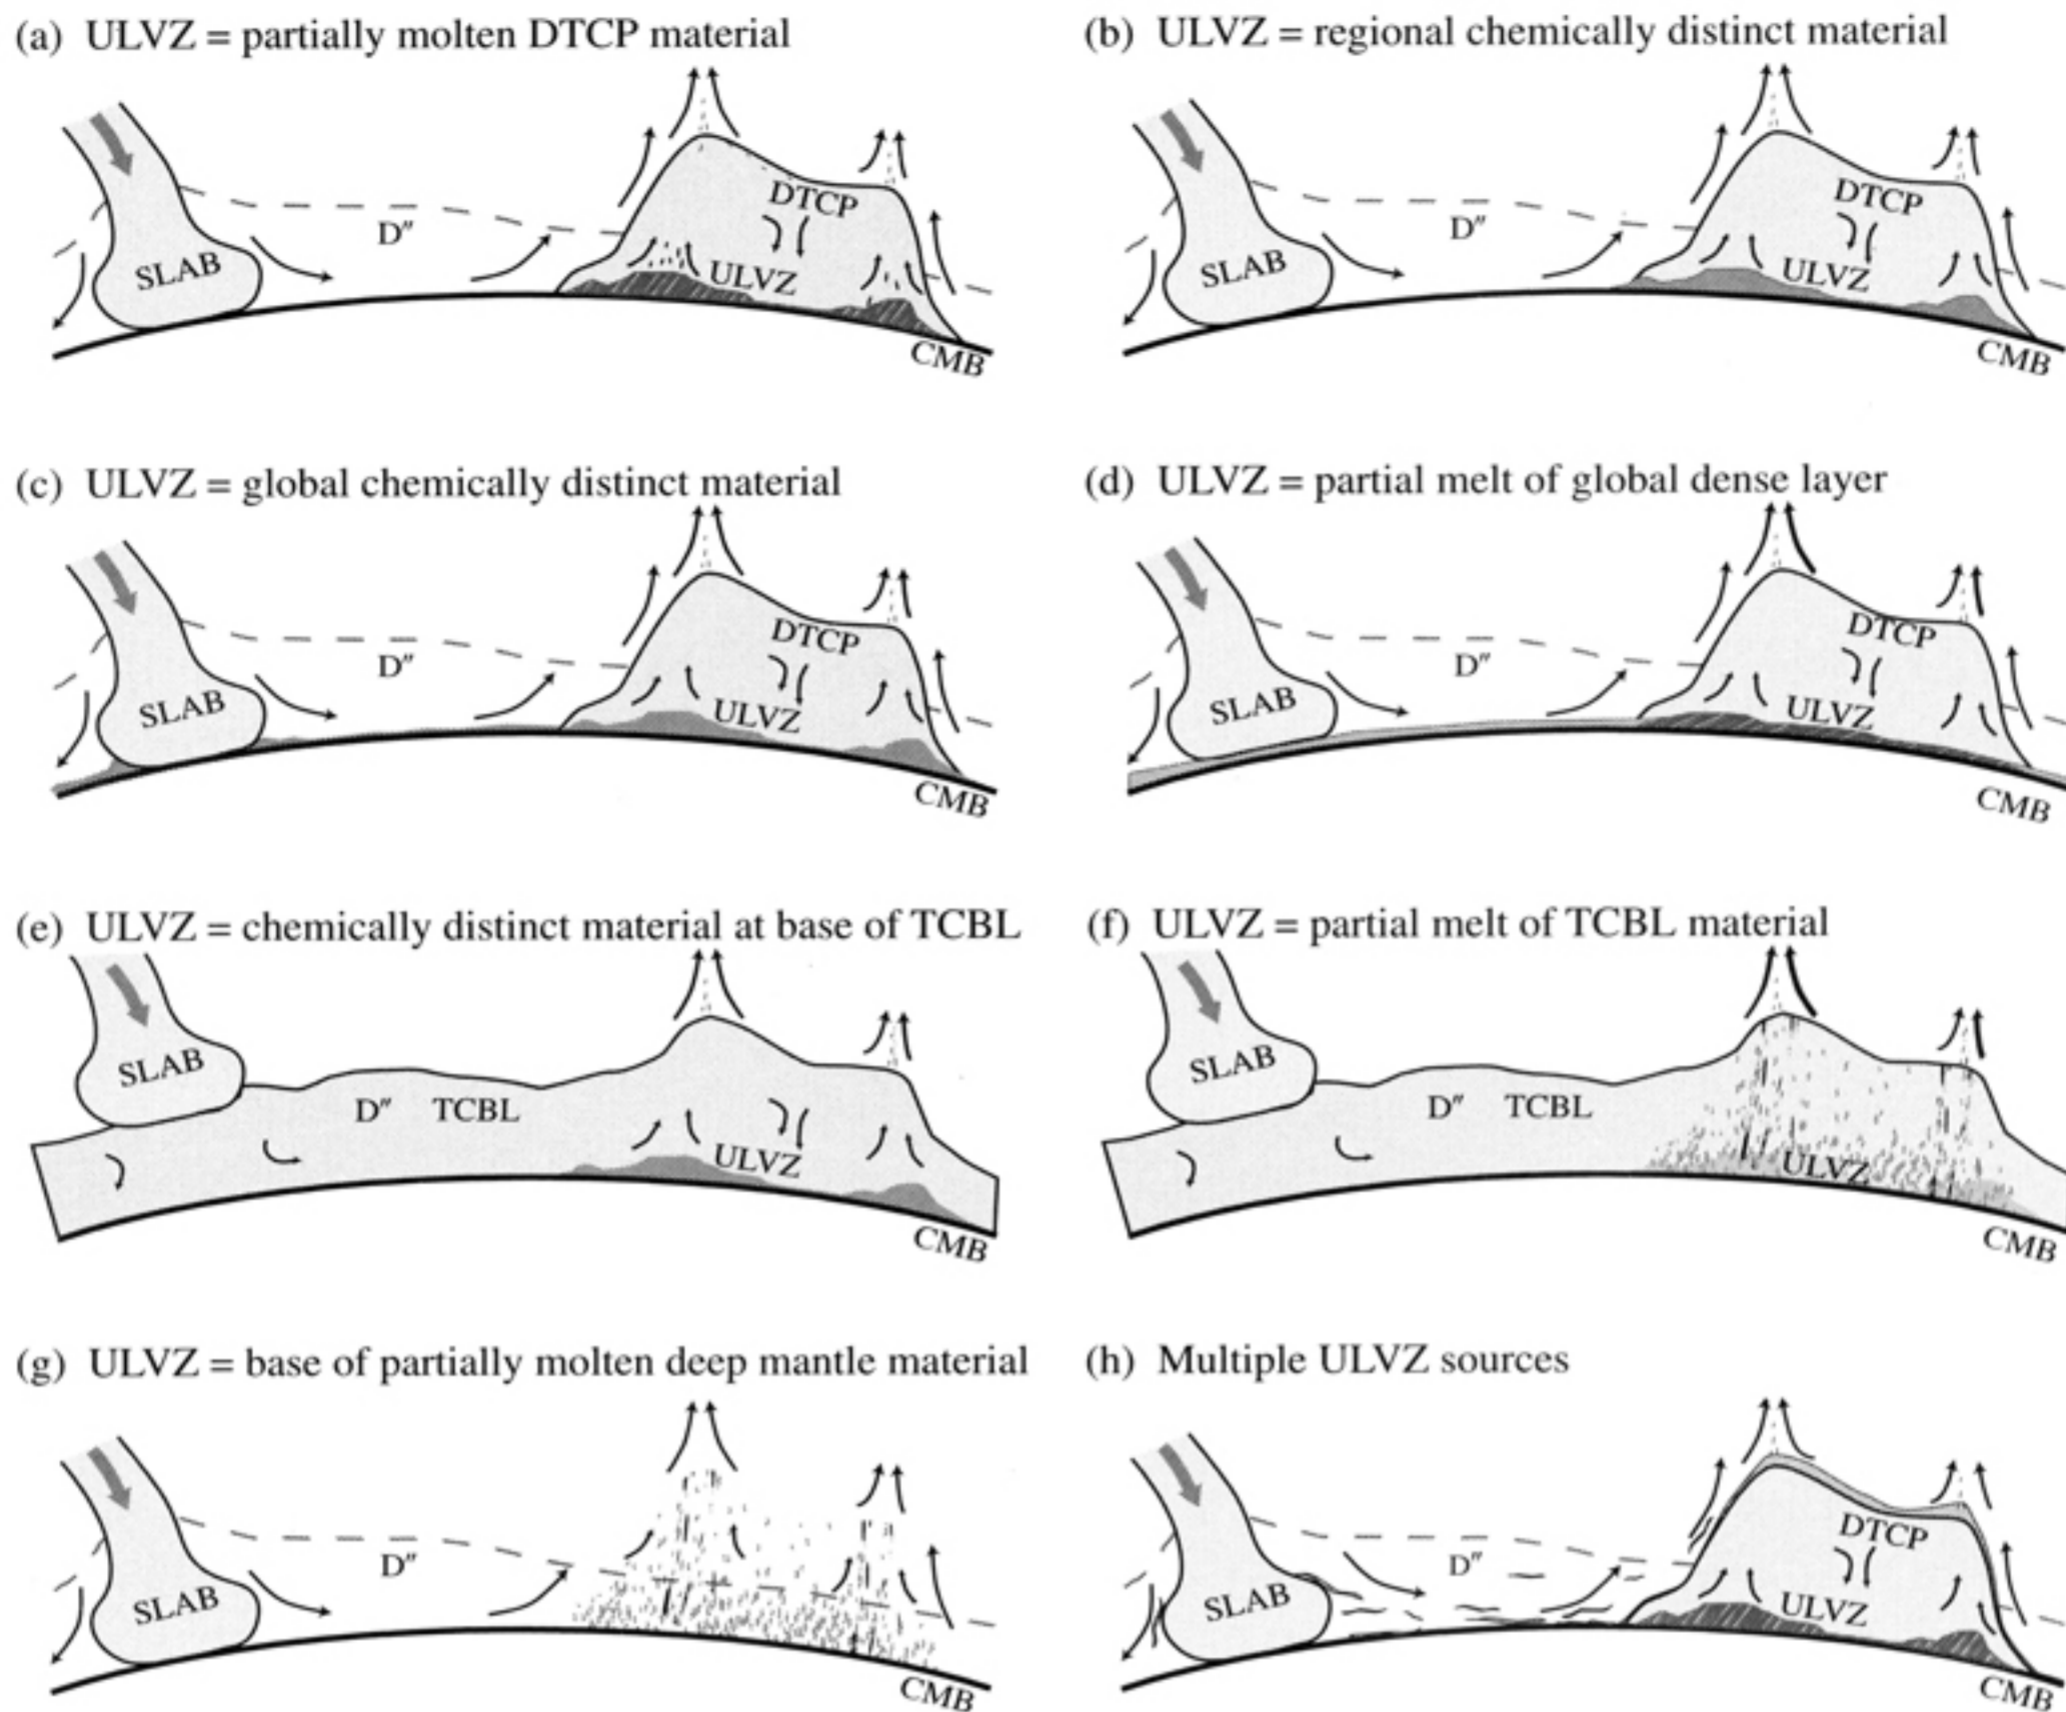 (a) ULVZ = partially molten DTCP material
DTCP
D″
SLAB
ULVZ
CMB
(b) ULVZ = regional chemically distinct material
DTCP
D″
SLAB
ULVZ
CMB
(c) ULVZ = global chemically distinct material
DTCP
D″
SLAB
ULVZ
CMB
(d) ULVZ = partial melt of global dense layer
DTCP
D″
SLAB
ULVZ
CMB
(e) ULVZ = chemically distinct material at base of TCBL
SLAB
D″ TCBL
ULVZ
CMB
(f) ULVZ = partial melt of TCBL material
SLAB
D″ TCBL
ULVZ
CMB
(g) ULVZ = base of partially molten deep mantle material
D″
SLAB
CMB
(h) Multiple ULVZ sources
DTCP
D″
SLAB
ULVZ
CMB